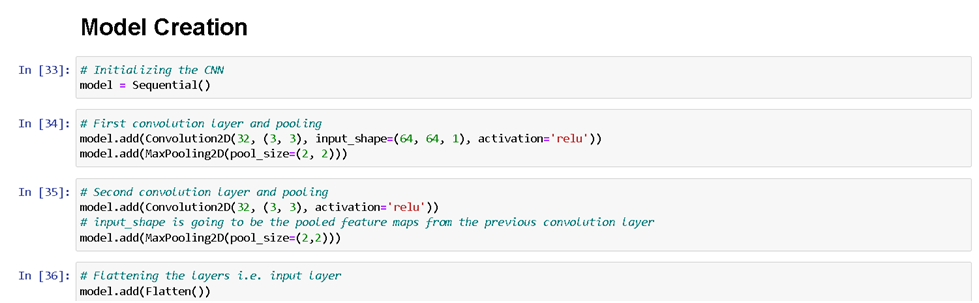 Model Creation
In [33]: # Initializing the CNN
model = Sequential()
In [34]: # First convolution layer and pooling
model.add(Convolution2D(32, (3, 3), input_shape=(64, 64, 1), activation='relu'))
model.add(MaxPooling2D(pool_size=(2, 2)))
In [35]: # Second convolution layer and pooling
model.add(Convolution2D(32, (3, 3), activation='relu'))
# input_shape is going to be the pooled feature maps from the previous convolution layer
model.add(MaxPooling2D(pool_size=(2,2)))
In [36]: # Flattening the layers i.e. input layer
model.add(Flatten())